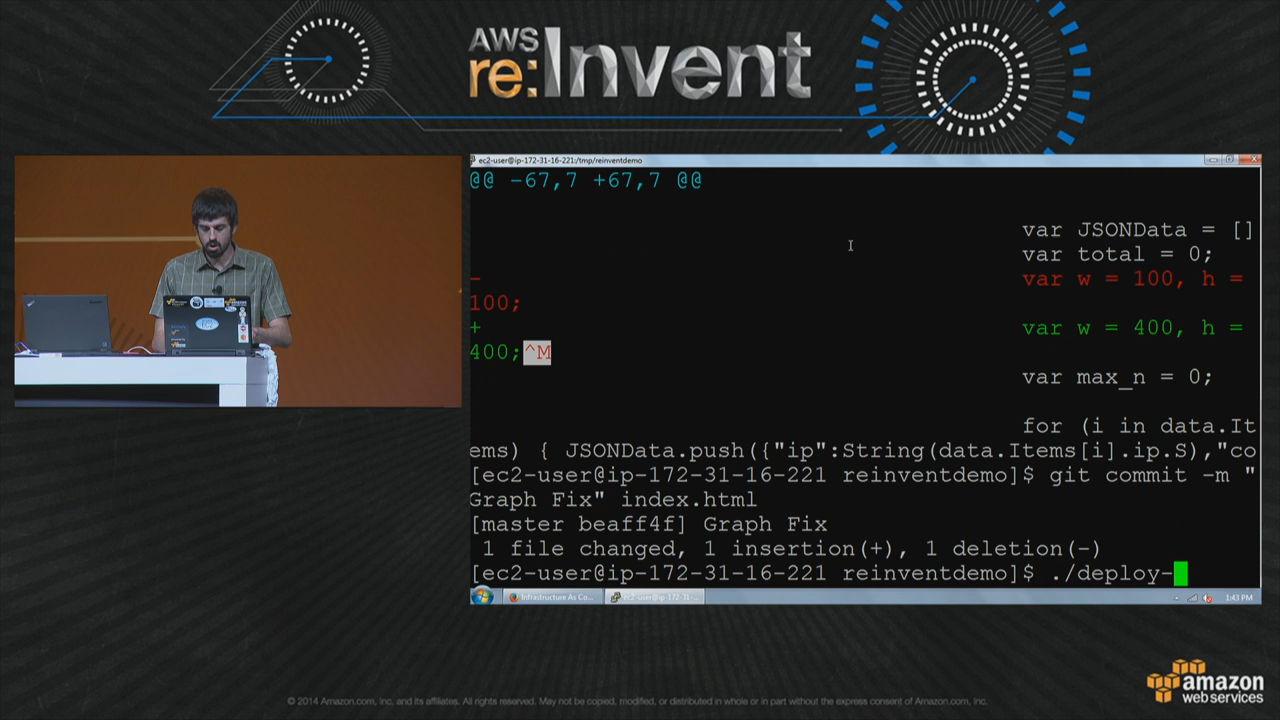 AWS
re:Invent
ec2-user@ip-172-31-16-221:/tmp/reinventdemo
@@ -67,7 +67,7 @@
var JSONData = []
var total = 0;
- var w = 100, h =
100;
+ var w = 400, h =
400;^M
var max_n = 0;
for (i in data.It
ems) { JSONData.push({"ip":String(data.Items[i].ip.S),"co
[ec2-user@ip-172-31-16-221 reinventdemo]$ git commit -m "
Graph Fix" index.html
[master beaff4f] Graph Fix
1 file changed, 1 insertion(+), 1 deletion(-)
[ec2-user@ip-172-31-16-221 reinventdemo]$ ./deploy-
Infrastructure As Co...
ec2-user@ip-172-31-...
1:43 PM
© 2014 Amazon.com, Inc. and its affiliates. All rights reserved. May not be copied, modified, or distributed in whole or in part without the express consent of Amazon.com, Inc.
amazon
web services